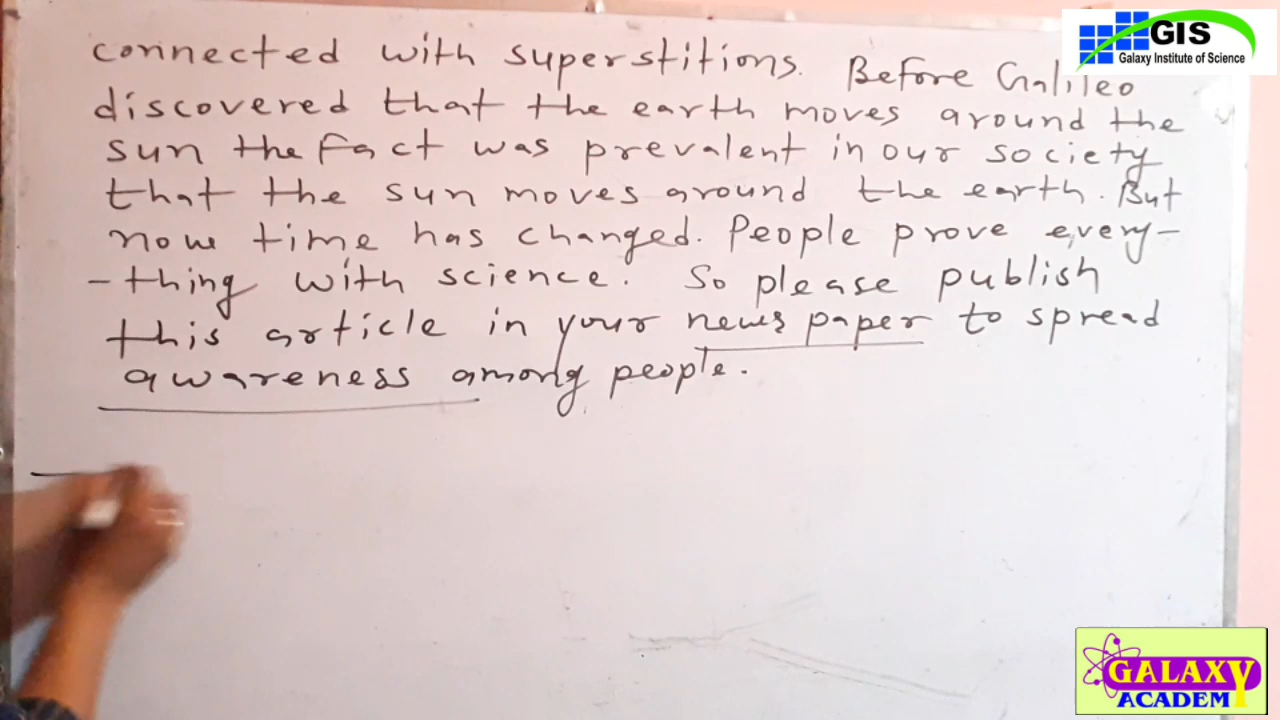 connected with superstitions. Before Galileo
discovered that the earth moves around the
sun the fact was prevalent in our society
that the sun moves around the earth. But
now time has changed. People prove every-
-thing with science. So please publish
this article in your news paper to spread
awareness among people.
GIS
Galaxy Institute of Science
GALAXY
ACADEM